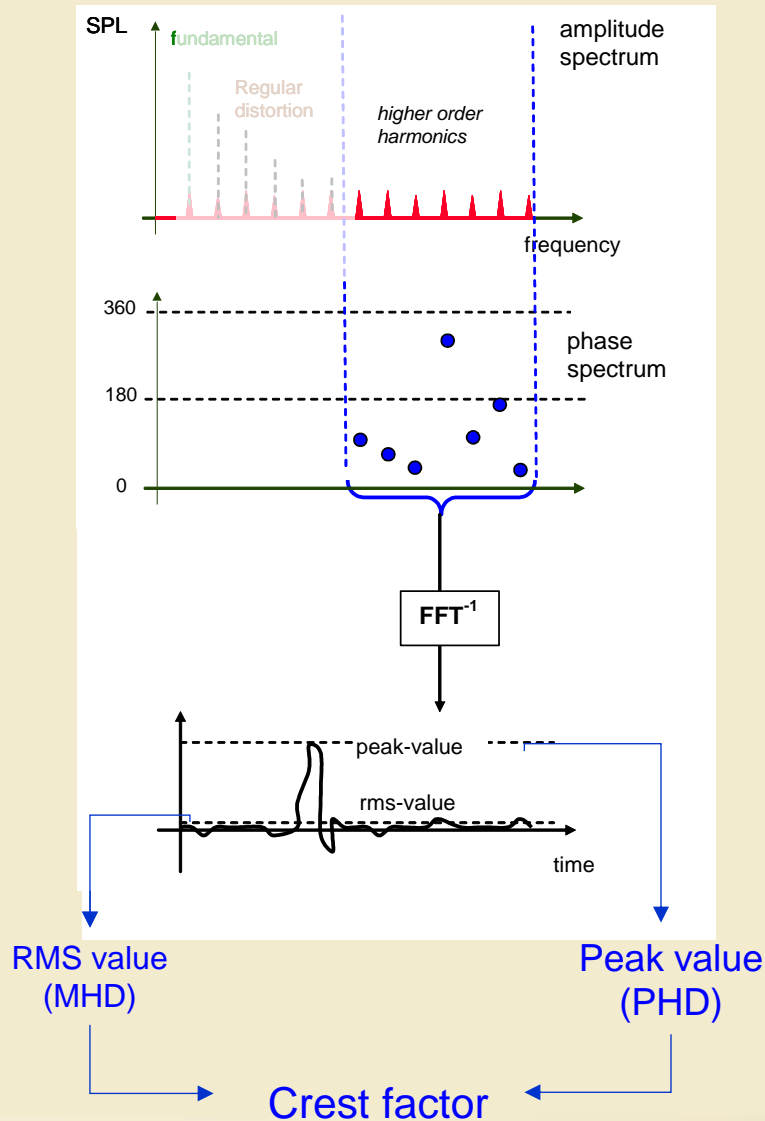 SPL
amplitude
spectrum
fundamental
Regular
distortion
higher order
harmonics
frequency
360
phase
spectrum
180
0
FFT-1
peak-value
rms-value
time
RMS value
(MHD)
Peak value
(PHD)
Crest factor